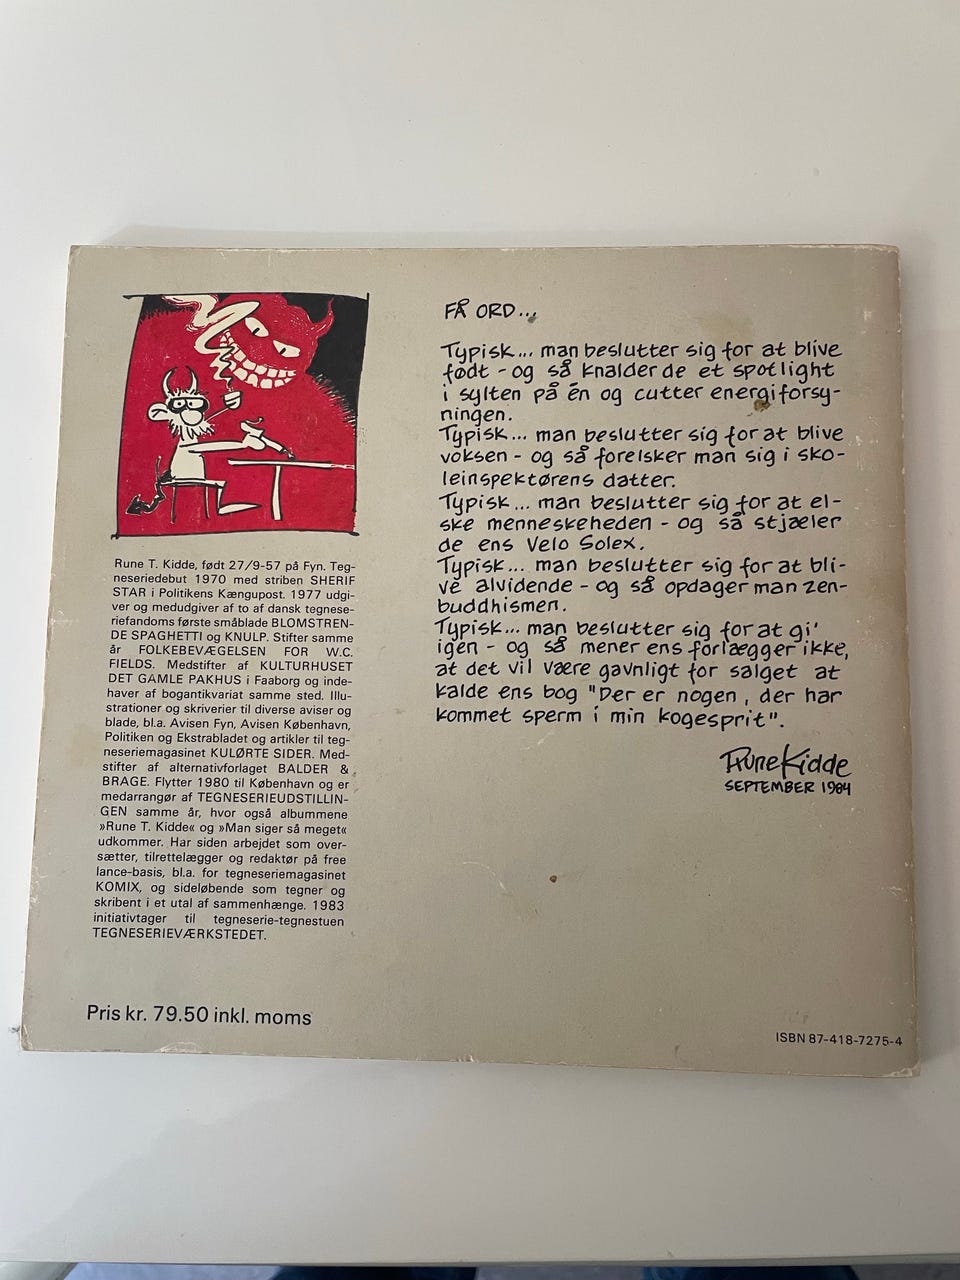 Rune T. Kidde, født 27/9-57 på Fyn. Teg-
neseriedebut 1970 med striben SHERIF
STAR i Politikens Kængupost. 1977 udgi-
ver og medudgiver af to af dansk tegnese-
riefandoms første småblade BLOMSTREN-
DE SPAGHETTI og KNULP. Stifter samme
år FOLKEBEVÆGELSEN FOR W.C.
FIELDS. Medstifter af KULTURHUSET
DET GAMLE PAKHUS i Faaborg og inde-
haver af bogantikvariat samme sted. Illu-
strationer og skriverier til diverse aviser og
blade, bl.a. Avisen Fyn, Avisen København,
Politiken og Ekstrabladet og artikler til teg-
neseriemagasinet KULØRTE SIDER. Med-
stifter af alternativforlaget BALDER &
BRAGE. Flytter 1980 til København og er
medarrangør af TEGNESERIEUDSTILLIN-
GEN samme år, hvor også albummene
»Rune T. Kidde« og »Man siger så meget«
udkommer. Har siden arbejdet som over-
sætter, tilrettelægger og redaktør på free
lance-basis, bl.a. for tegneseriemagasinet
KOMIX, og sideløbende som tegner og
skribent i et utal af sammenhænge. 1983
initiativtager til tegneserie-tegnestuen
TEGNESERIEVÆRKSTEDET.
Pris kr. 79.50 inkl. moms
FÅ ORD...
Typisk... man beslutter sig for at blive
født - og så knalder de et spotlight
i sylten på én og cutter energiforsy-
ningen.
Typisk... man beslutter sig for at blive
voksen - og så forelsker man sig i sko-
leinspektørens datter.
Typisk... man beslutter sig for at el-
ske menneskeheden - og så stjæler
de ens Velo Solex.
Typisk... man beslutter sig for at bli-
ve alvidende - og så opdager man zen-
buddhismen.
Typisk... man beslutter sig for at gi'
igen - og så mener ens forlægger ikke,
at det vil være gavnligt for salget at
kalde ens bog "Der er nogen, der har
kommet sperm i min kogesprit".
Rune Kidde
SEPTEMBER 1984
ISBN 87-418-7275-4